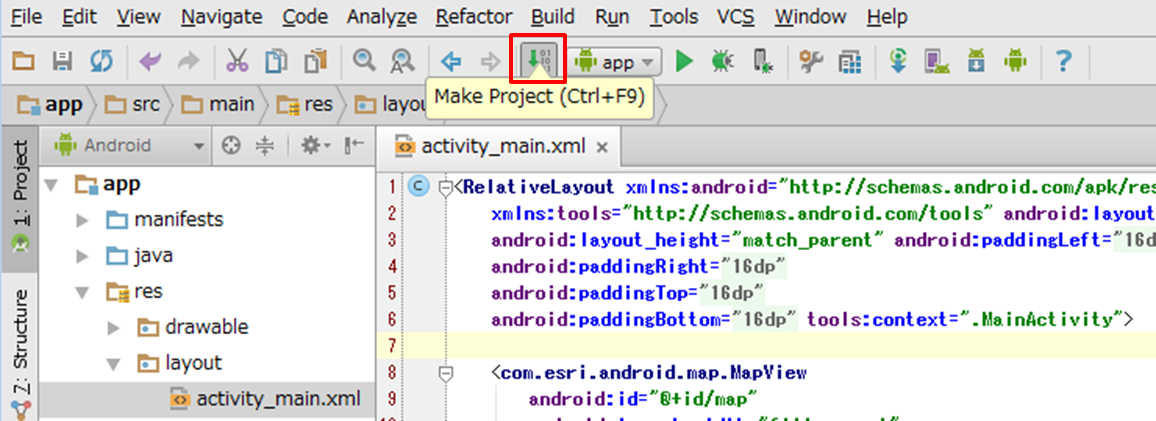 File Edit View Navigate Code Analyze Refactor Build Run Tools VCS Window Help
app
Make Project (Ctrl+F9)
app src main res layou
1: Project
7: Structure
Android
app
manifests
java
res
drawable
layout
activity_main.xml
activity_main.xml
1 <RelativeLayout xmlns:android="http://schemas.android.com/apk/res
2 xmlns:tools="http://schemas.android.com/tools" android:layout
3 android:layout_height="match_parent" android:paddingLeft="16d
4 android:paddingRight="16dp"
5 android:paddingTop="16dp"
6 android:paddingBottom="16dp" tools:context=".MainActivity">
7
8 <com.esri.android.map.MapView
9 android:id="@+id/map"